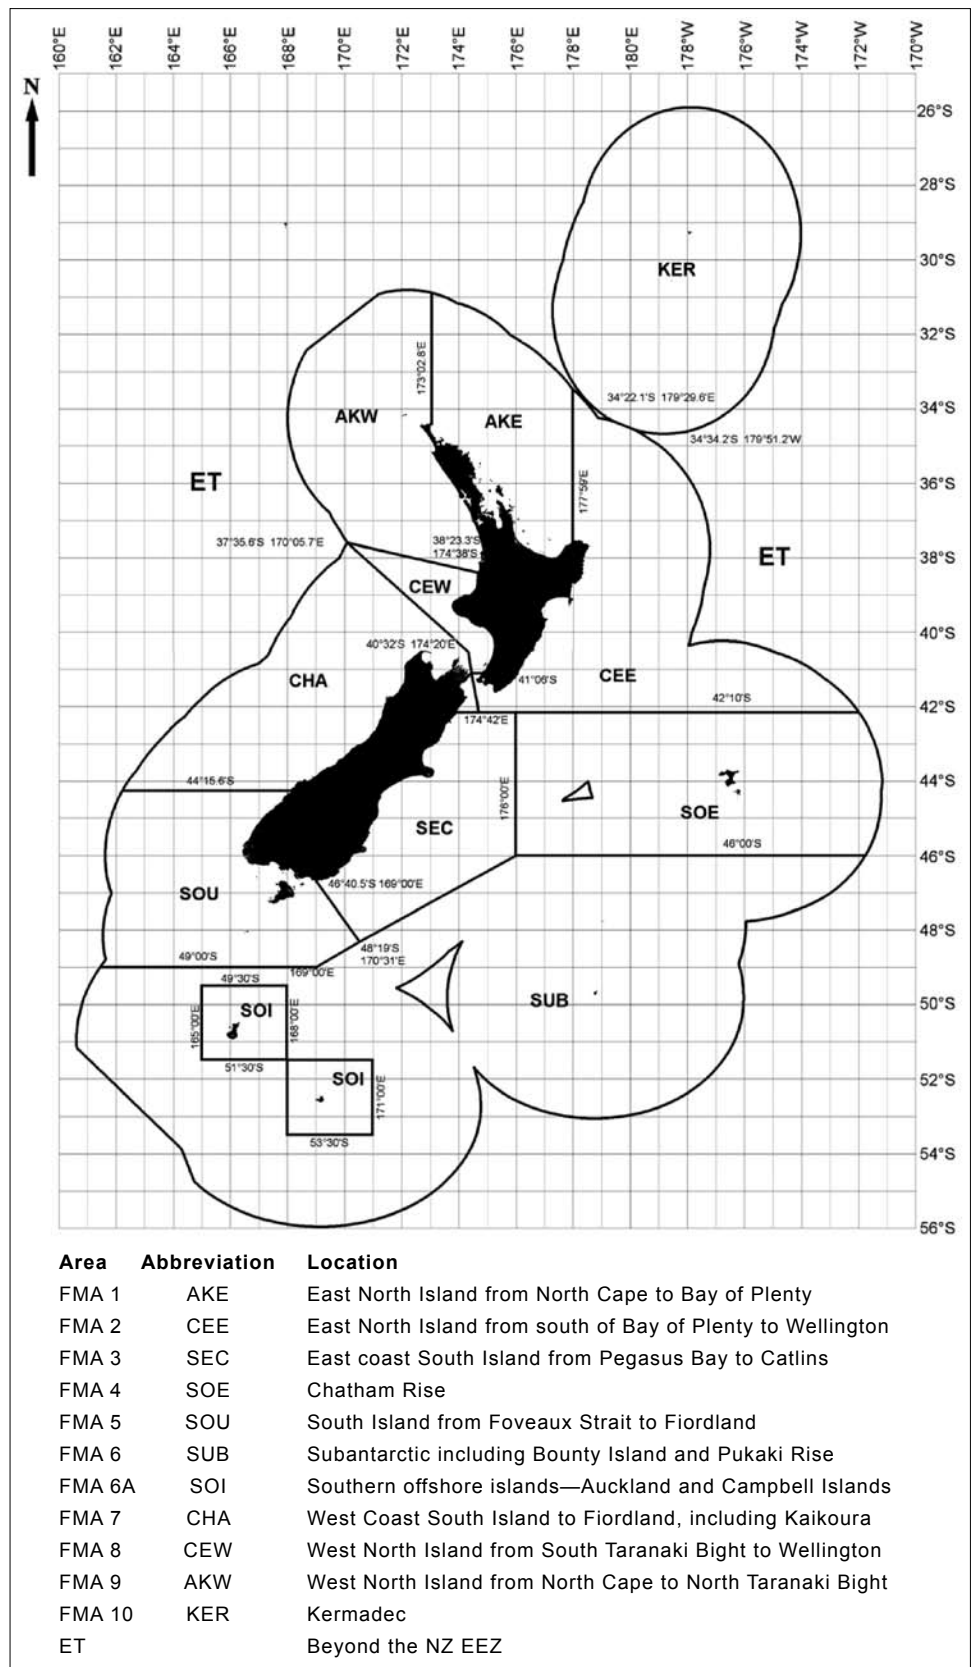 160°E 162°E 164°E 166°E 168°E 170°E 172°E 174°E 176°E 178°E 180°E 178°W 176°W 174°W 172°W 170°W
N
26°S
28°S
30°S
KER
32°S
173°02.8'E
34°22.1'S 179°29.6'E
34°S
AKW
AKE
34°34.2'S 179°51.2'W
ET
36°S
177°59'E
37°35.6'S 170°05.7'E
38°23.3'S
174°38'S
38°S
ET
CEW
40°S
40°32'S 174°20'E
CHA
41°06'S
CEE
42°10'S
42°S
174°42'E
44°15.6'S
44°S
176°00'E
SEC
SOE
46°00'S
46°S
46°40.5'S 169°00'E
SOU
48°S
48°19'S
170°31'E
49°00'S
169°00'E
49°30'S
SOI
165°00'E
168°00'E
SUB
50°S
51°30'S
SOI
171°00'E
52°S
53°30'S
54°S
56°S
Area Abbreviation Location
FMA 1 AKE East North Island from North Cape to Bay of Plenty
FMA 2 CEE East North Island from south of Bay of Plenty to Wellington
FMA 3 SEC East coast South Island from Pegasus Bay to Catlins
FMA 4 SOE Chatham Rise
FMA 5 SOU South Island from Foveaux Strait to Fiordland
FMA 6 SUB Subantarctic including Bounty Island and Pukaki Rise
FMA 6A SOI Southern offshore islands—Auckland and Campbell Islands
FMA 7 CHA West Coast South Island to Fiordland, including Kaikoura
FMA 8 CEW West North Island from South Taranaki Bight to Wellington
FMA 9 AKW West North Island from North Cape to North Taranaki Bight
FMA 10 KER Kermadec
ET Beyond the NZ EEZ